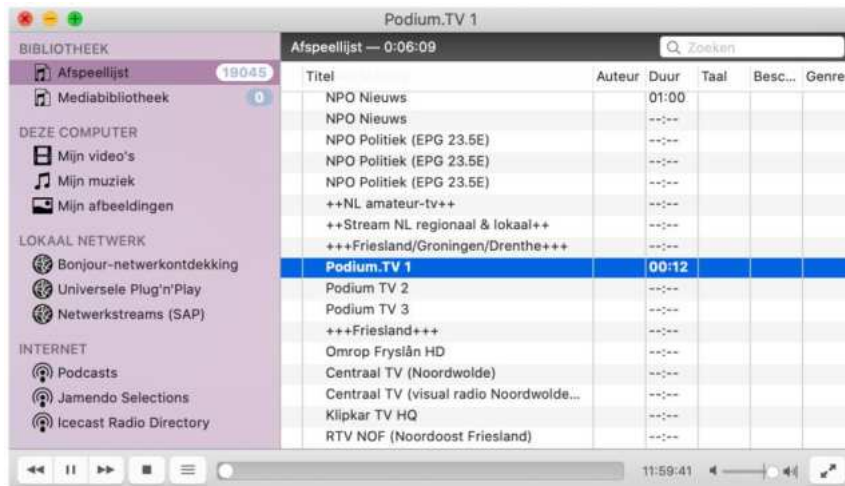 Podium.TV 1
BIBLIOTHEEK
Afspeellijst 19045
Mediabibliotheek 0
DEZE COMPUTER
Mijn video's
Mijn muziek
Mijn afbeeldingen
LOKAAL NETWERK
Bonjour-netwerkontdekking
Universele Plug'n'Play
Netwerkstreams (SAP)
INTERNET
Podcasts
Jamendo Selections
Icecast Radio Directory
Afspeellijst — 0:06:09
Zoeken
Titel Auteur Duur Taal Besc... Genre
NPO Nieuws 01:00
NPO Nieuws --:--
NPO Politiek (EPG 23.5E) --:--
NPO Politiek (EPG 23.5E) --:--
NPO Politiek (EPG 23.5E) --:--
++NL amateur-tv++ --:--
++Stream NL regionaal & lokaal++ --:--
+++Friesland/Groningen/Drenthe+++ --:--
Podium.TV 1 00:12
Podium TV 2 --:--
Podium TV 3 --:--
+++Friesland+++ --:--
Omrop Fryslân HD --:--
Centraal TV (Noordwolde) --:--
Centraal TV (visual radio Noordwolde... --:--
Klipkar TV HQ --:--
RTV NOF (Noordoost Friesland) --:--
11:59:41